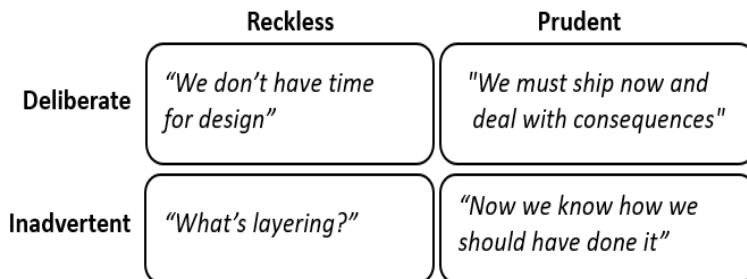 Reckless Prudent
Deliberate
“We don’t have time
for design”
"We must ship now and
deal with consequences"
Inadvertent
“What’s layering?”
“Now we know how we
should have done it”